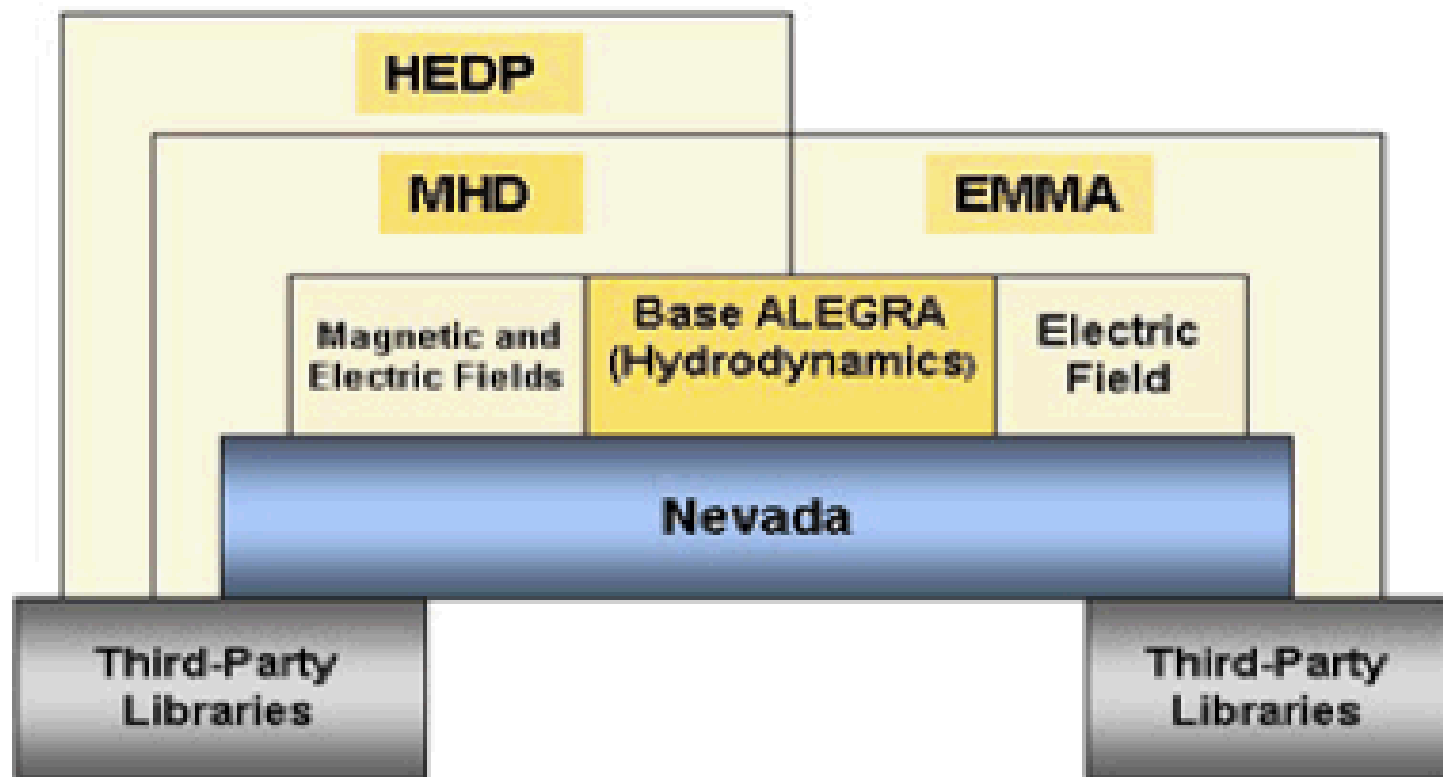 HEDP
MHD
EMMA
Magnetic and
Electric Fields
Base ALEGRA
(Hydrodynamics)
Electric
Field
Nevada
Third-Party
Libraries
Third-Party
Libraries